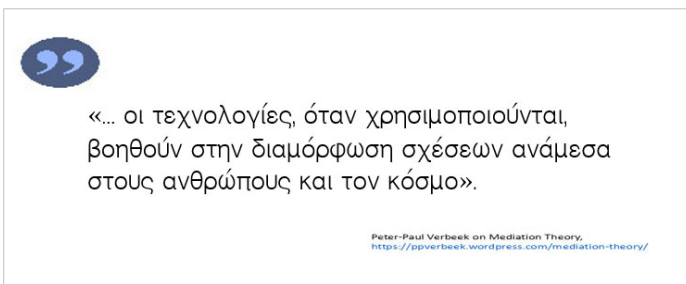 «... οι τεχνολογίες, όταν χρησιμοποιούνται,
βοηθούν στην διαμόρφωση σχέσεων ανάμεσα
στους ανθρώπους και τον κόσμο».
Peter-Paul Verbeek on Mediation Theory,
https://ppverbeek.wordpress.com/mediation-theory/